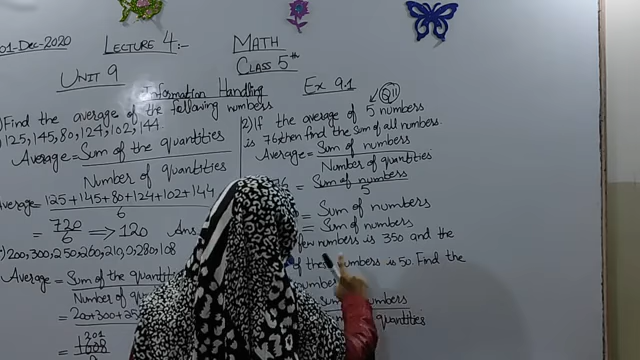 01-Dec-2020
LECTURE 4:-
MATH
CLASS 5th
UNIT 9
Information Handling
Ex 9.1
Find the average of the following numbers
125,145,80,124,102,144
Average = Sum of the quantities
Number of quantities
Average = 125+145+80+124+102+144
6
= 720
6
⇒ 120 Ans
200,300,250,260,210,0,280,108
Average = Sum of the quantities
Number
= 200+300+25
= 1608
Q11
2) If the average of 5 numbers
is 76, then find the sum of all numbers.
Average = Sum of numbers
Number of quantities
= Sum of numbers
5
= Sum of numbers
= Sum of numbers
few numbers is 350 and the
of these numbers is 50. Find the
numbers
quantities